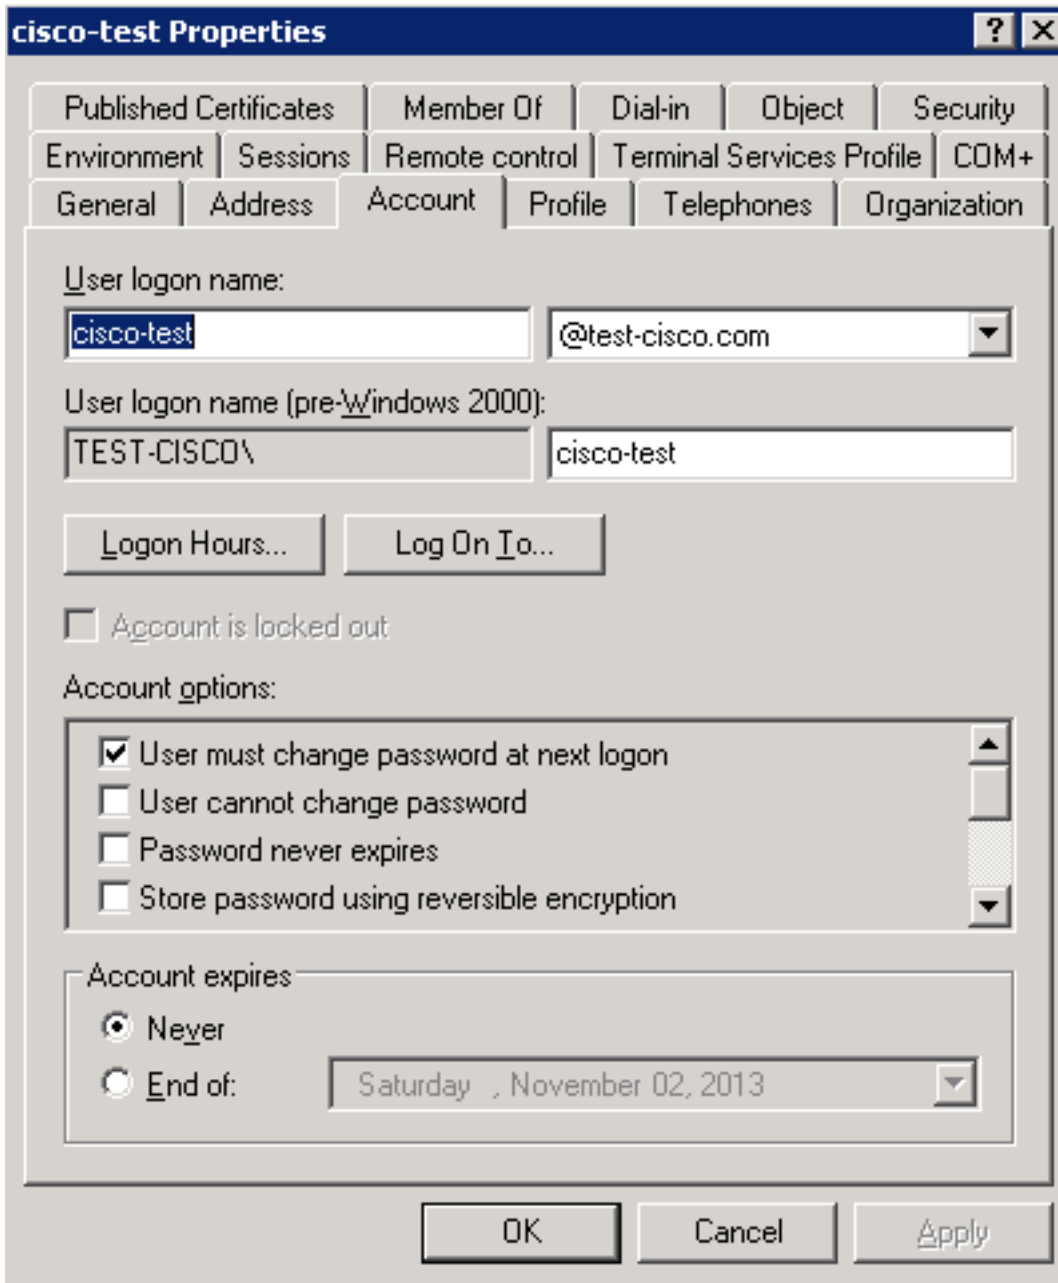 cisco-test Properties
Published Certificates Member Of Dial-in Object Security
Environment Sessions Remote control Terminal Services Profile COM+
General Address Account Profile Telephones Organization
User logon name:
cisco-test @test-cisco.com
User logon name (pre-Windows 2000):
TEST-CISCO\ cisco-test
Logon Hours... Log On To...
Account is locked out
Account options:
User must change password at next logon
User cannot change password
Password never expires
Store password using reversible encryption
Account expires
Never
End of: Saturday , November 02, 2013
OK Cancel Apply